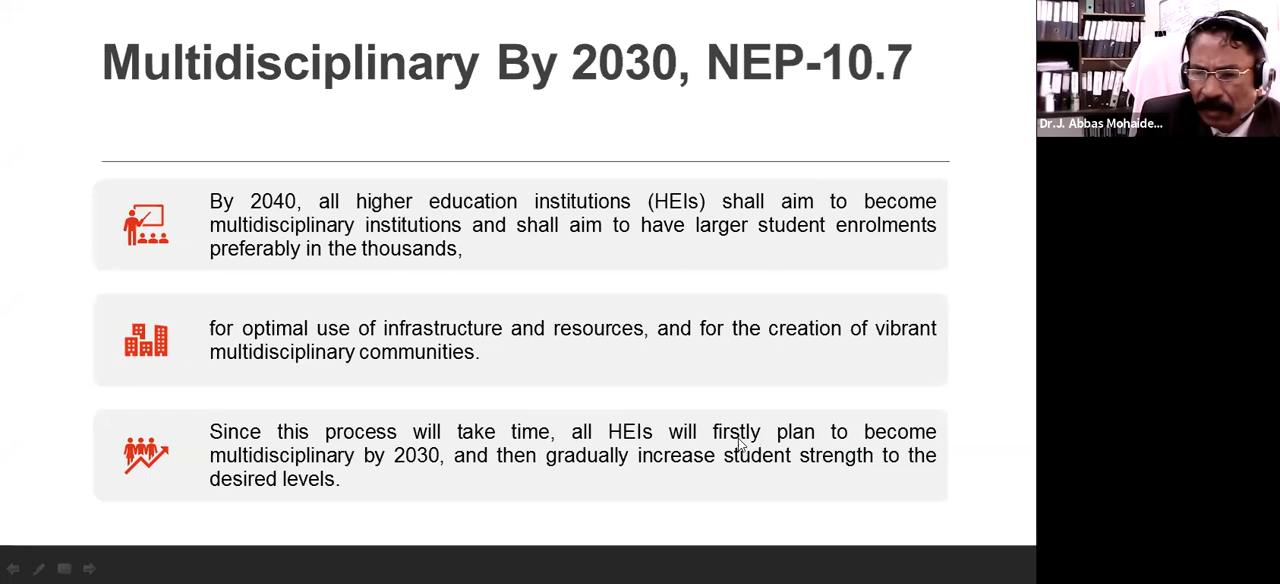 Multidisciplinary By 2030, NEP-10.7
Dr.J. Abbas Mohaide...
By 2040, all higher education institutions (HEIs) shall aim to become
multidisciplinary institutions and shall aim to have larger student enrolments
preferably in the thousands,
for optimal use of infrastructure and resources, and for the creation of vibrant
multidisciplinary communities.
Since this process will take time, all HEIs will firstly plan to become
multidisciplinary by 2030, and then gradually increase student strength to the
desired levels.